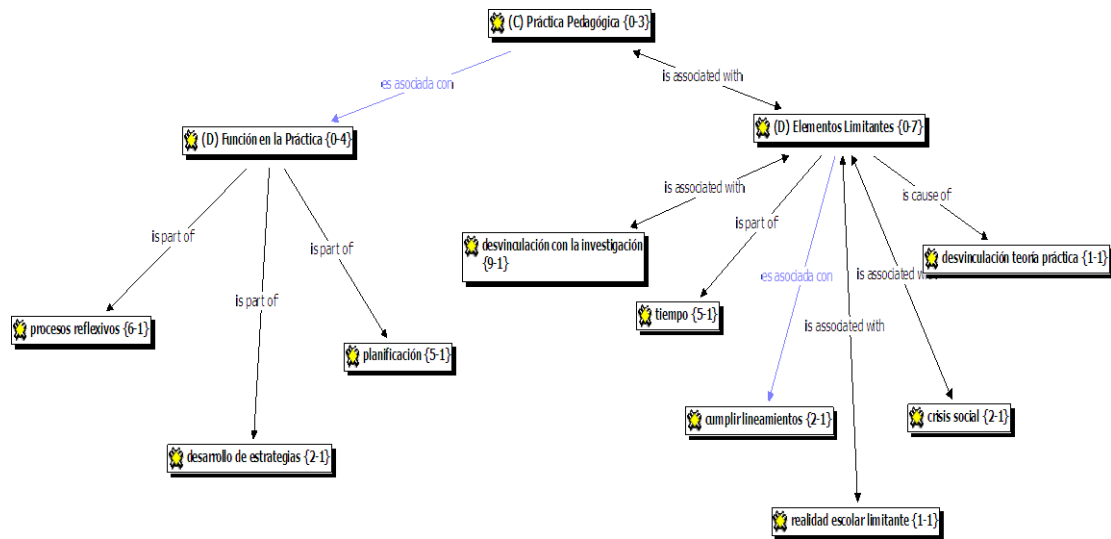 (C) Práctica Pedagógica {0-3}
es asociada con
is associated with
(D) Función en la Práctica {0-4}
(D) Elementos Limitantes {0-7}
is associated with
is cause of
is part of
is part of
is part of
desvinculación con la investigación
{9-1}
desvinculación teoría práctica {1-1}
is part of
es asociada con
is associated with
tiempo {5-1}
procesos reflexivos {6-1}
is associated with
planificación {5-1}
cumplir lineamientos {2-1}
crisis social {2-1}
desarrollo de estrategias {2-1}
realidad escolar limitante {1-1}